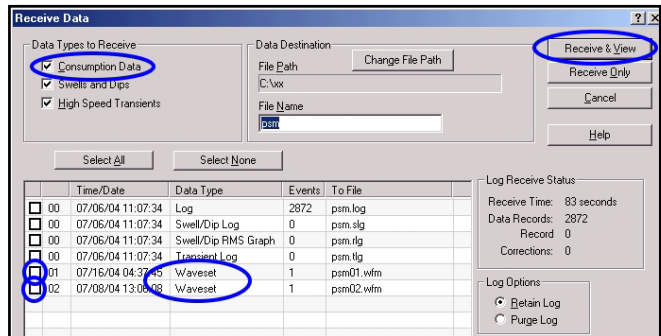 Receive Data
Data Types to Receive
Consumption Data
Swells and Dips
High Speed Transients
Data Destination
File Path
Change File Path
C:\xx
File Name
psm
Receive & View
Receive Only
Cancel
Help
Select All
Select None
Time/Date Data Type Events To File
00 07/06/04 11:07:34 Log 2872 psm.log
00 07/06/04 11:07:34 Swell/Dip Log 0 psm.slg
00 07/06/04 11:07:34 Swell/Dip RMS Graph 0 psm.rlg
00 07/06/04 11:07:34 Transient Log 0 psm.tlg
01 07/16/04 04:37:45 Waveset 1 psm01.wfm
02 07/08/04 13:06:08 Waveset 1 psm02.wfm
Log Receive Status
Receive Time: 83 seconds
Data Records: 2872
Record 0
Corrections: 0
Log Options
Retain Log
Purge Log